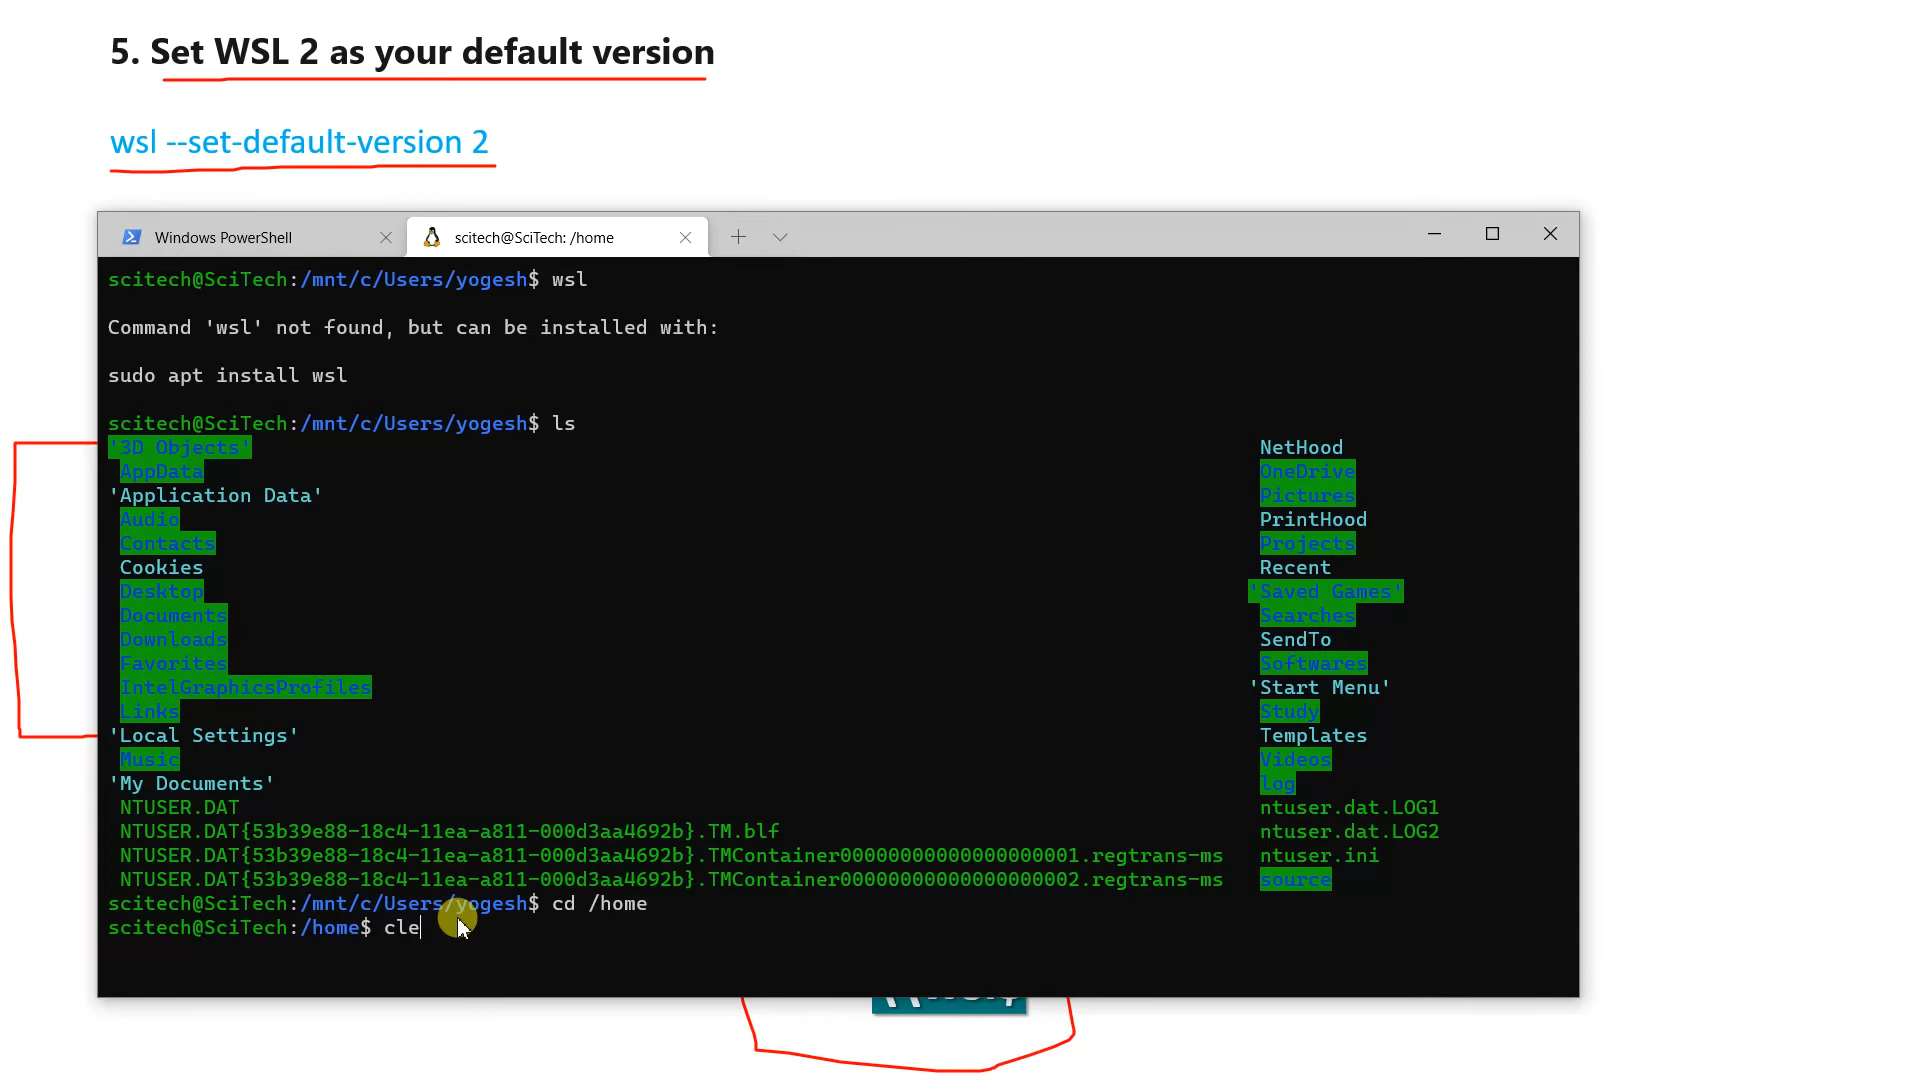 5. Set WSL 2 as your default version
wsl --set-default-version 2
Windows PowerShell
scitech@SciTech: /home
scitech@SciTech:/mnt/c/Users/yogesh$ wsl
Command 'wsl' not found, but can be installed with:
sudo apt install wsl
scitech@SciTech:/mnt/c/Users/yogesh$ ls
'3D Objects' NetHood
AppData OneDrive
'Application Data' Pictures
Audio PrintHood
Contacts Projects
Cookies Recent
Desktop 'Saved Games'
Documents Searches
Downloads SendTo
Favorites Softwares
IntelGraphicsProfiles 'Start Menu'
Links Study
'Local Settings' Templates
Music Videos
'My Documents' log
NTUSER.DAT ntuser.dat.LOG1
NTUSER.DAT{53b39e88-18c4-11ea-a811-000d3aa4692b}.TM.blf ntuser.dat.LOG2
NTUSER.DAT{53b39e88-18c4-11ea-a811-000d3aa4692b}.TMContainer00000000000000000001.regtrans-ms ntuser.ini
NTUSER.DAT{53b39e88-18c4-11ea-a811-000d3aa4692b}.TMContainer00000000000000000002.regtrans-ms source
scitech@SciTech:/mnt/c/Users/yogesh$ cd /home
scitech@SciTech:/home$ cle